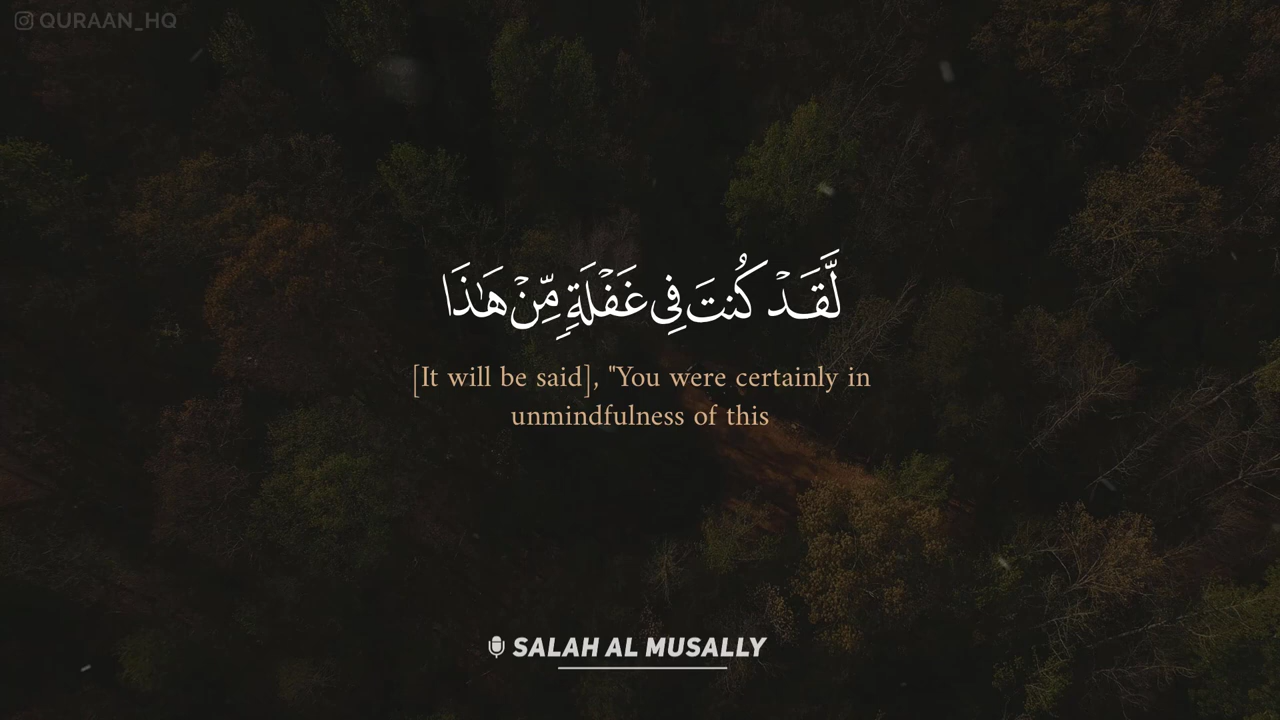 QURAAN_HQ
لَّقَدْ كُنتَ فِى غَفْلَةٍ مِّنْ هَٰذَا
[It will be said], "You were certainly in
unmindfulness of this
SALAH AL MUSALLY